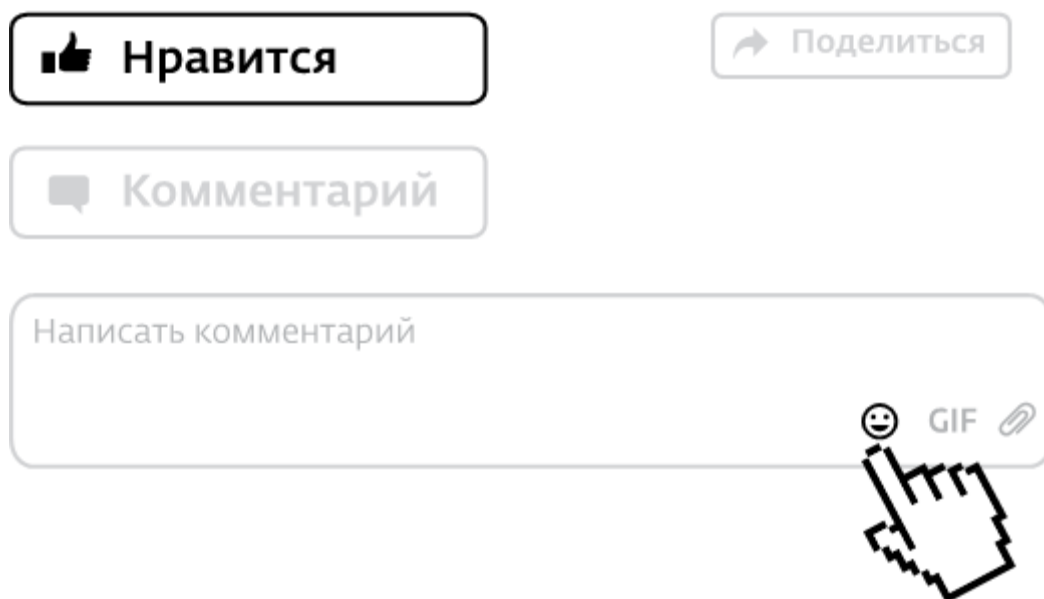 Нравится
Поделиться
Комментарий
Написать комментарий
GIF